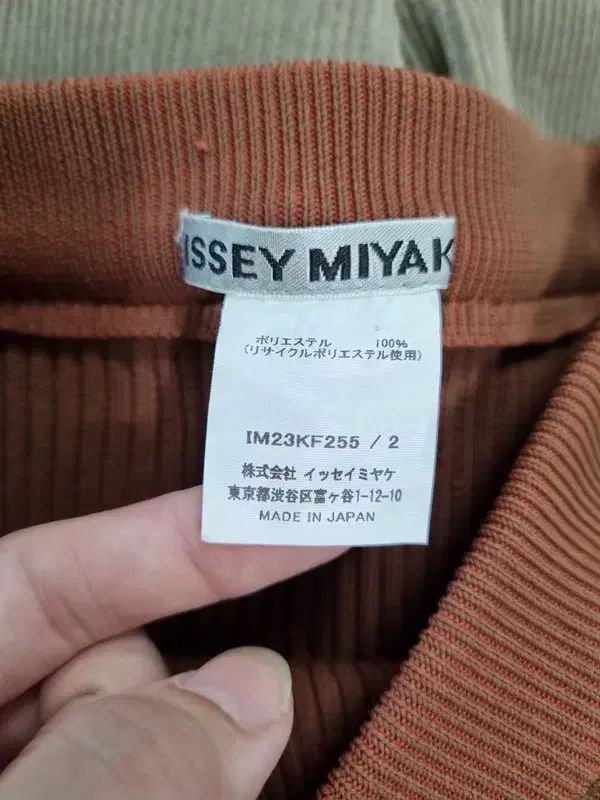 ISSEY MIYAK
ポリエステル 100%
(リサイクルポリエステル使用)
IM23KF255 / 2
株式会社 イッセイミヤケ
東京都渋谷区富ヶ谷1-12-10
MADE IN JAPAN